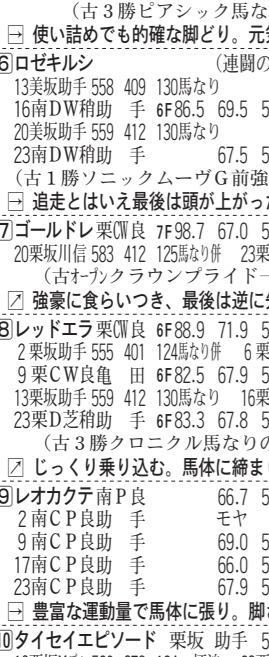 (古３勝ピアシック馬な
→ 使い詰めでも的確な脚どり。元
6 ロゼキルシ (連闘の
13美坂助手 558 409 130馬なり
16南DW稍助 手 6F86.5 69.5 5
20美坂助手 559 412 130馬なり
23南DW稍助 手 67.5 5
(古１勝ソニックムーヴG前強
→ 追走とはいえ最後は頭が上がっ
7 ゴールドレ 栗CW良 7F98.7 67.0 5
20栗坂川信 583 412 125馬なり併 23栗
(古オープンクラウンプライド一
↗ 強豪に食らいつき、最後は逆に
8 レッドエラ 栗CW良 6F88.9 71.9 5
2栗坂助手 555 401 124馬なり併 6栗
9栗CW良亀 田 6F82.5 67.9 5
13栗坂助手 559 412 130馬なり 16栗
23栗D芝稍助 手 6F83.3 67.8 5
(古３勝クロニクル馬なりの
↗ じっくり乗り込む。馬体に締ま
9 レオカクテ 南P良 66.7 5
2南CP良助 手 モヤ
9南CP良助 手 69.0 5
17南CP良助 手 66.0 5
23南CP良助 手 67.9 5
→ 豊富な運動量で馬体に張り。脚
10 タイセイエピソード 栗坂 助手 5